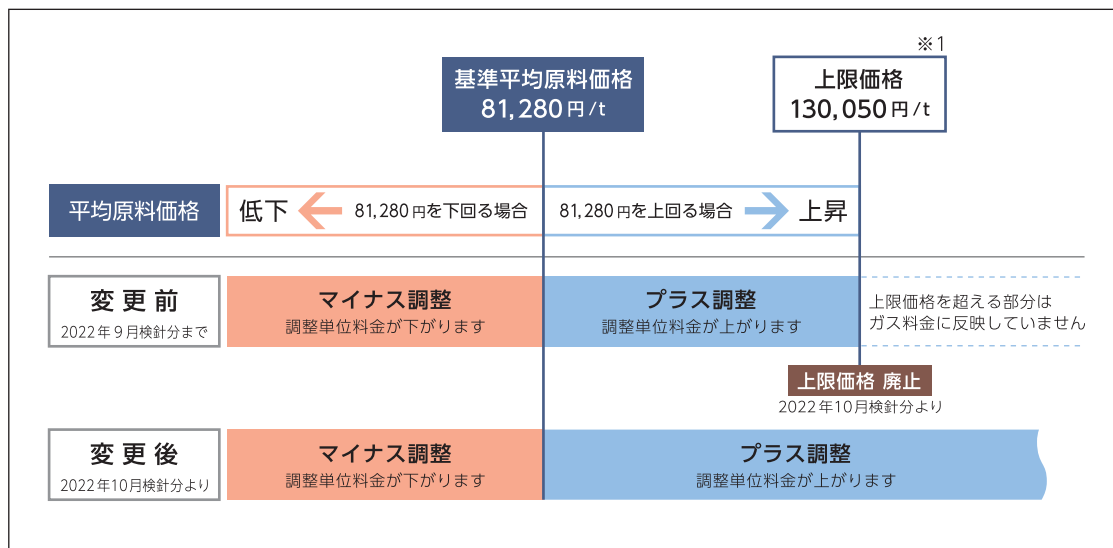 ※1
基準平均原料価格
81,280円/t
上限価格
130,050円/t
平均原料価格
低下
81,280円を下回る場合
81,280円を上回る場合
上昇
変更前
2022年9月検針分まで
マイナス調整
調整単位料金が下がります
プラス調整
調整単位料金が上がります
上限価格を超える部分は
ガス料金に反映していません
上限価格 廃止
2022年10月検針分より
変更後
2022年10月検針分より
マイナス調整
調整単位料金が下がります
プラス調整
調整単位料金が上がります